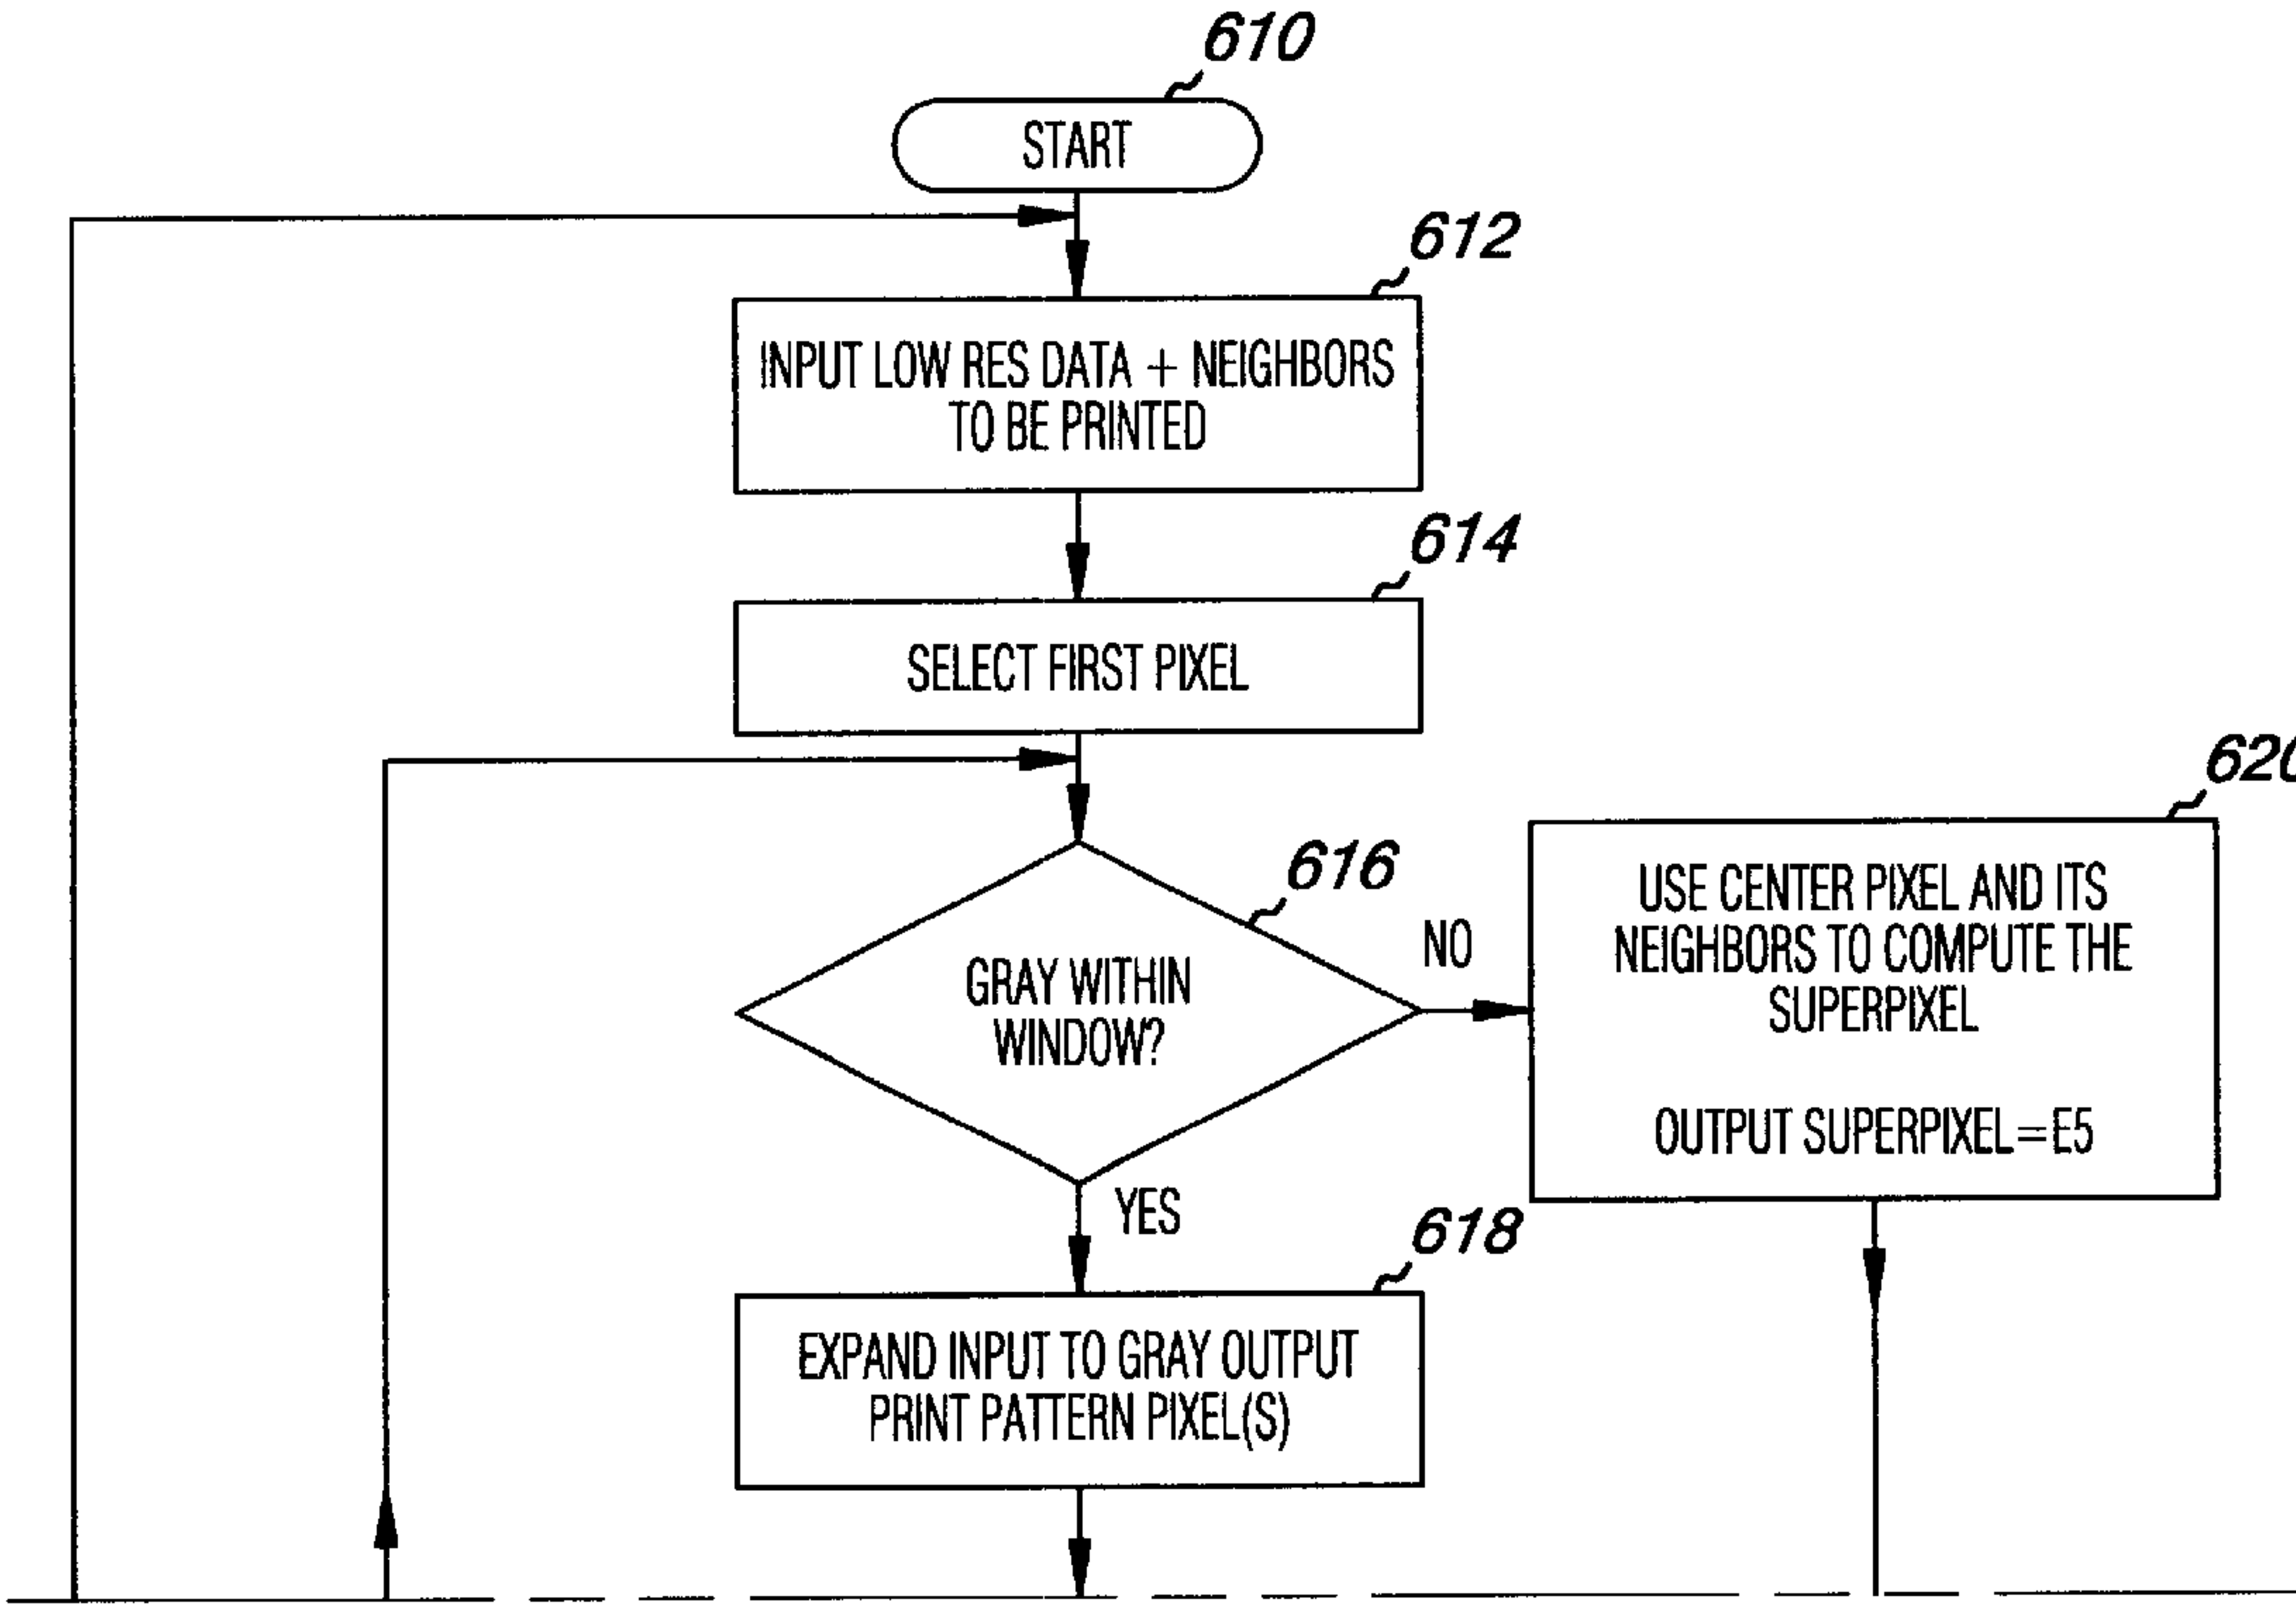 610
START
612
INPUT LOW RES DATA + NEIGHBORS
TO BE PRINTED
614
SELECT FIRST PIXEL
616
GRAY WITHIN
WINDOW?
NO
YES
620
USE CENTER PIXEL AND ITS
NEIGHBORS TO COMPUTE THE
SUPERPIXEL
OUTPUT SUPERPIXEL=E5
618
EXPAND INPUT TO GRAY OUTPUT
PRINT PATTERN PIXEL(S)